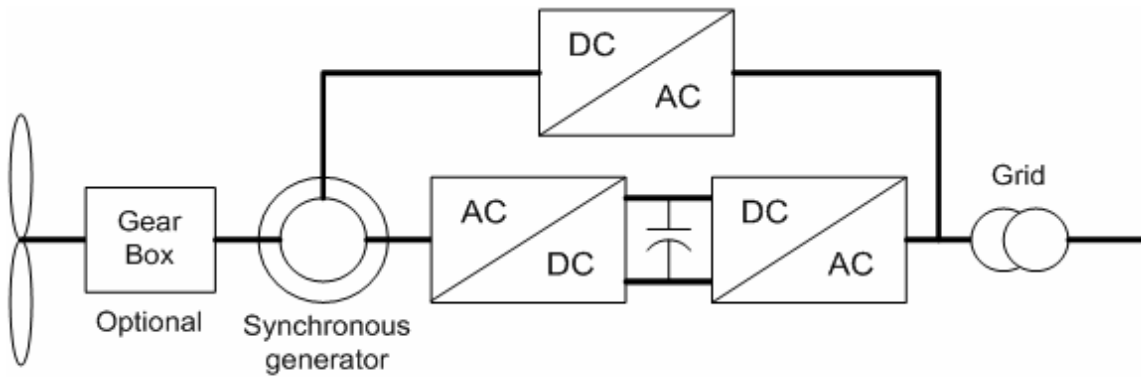 DC
AC
Grid
Gear
Box
AC
DC
DC
AC
Optional
Synchronous
generator